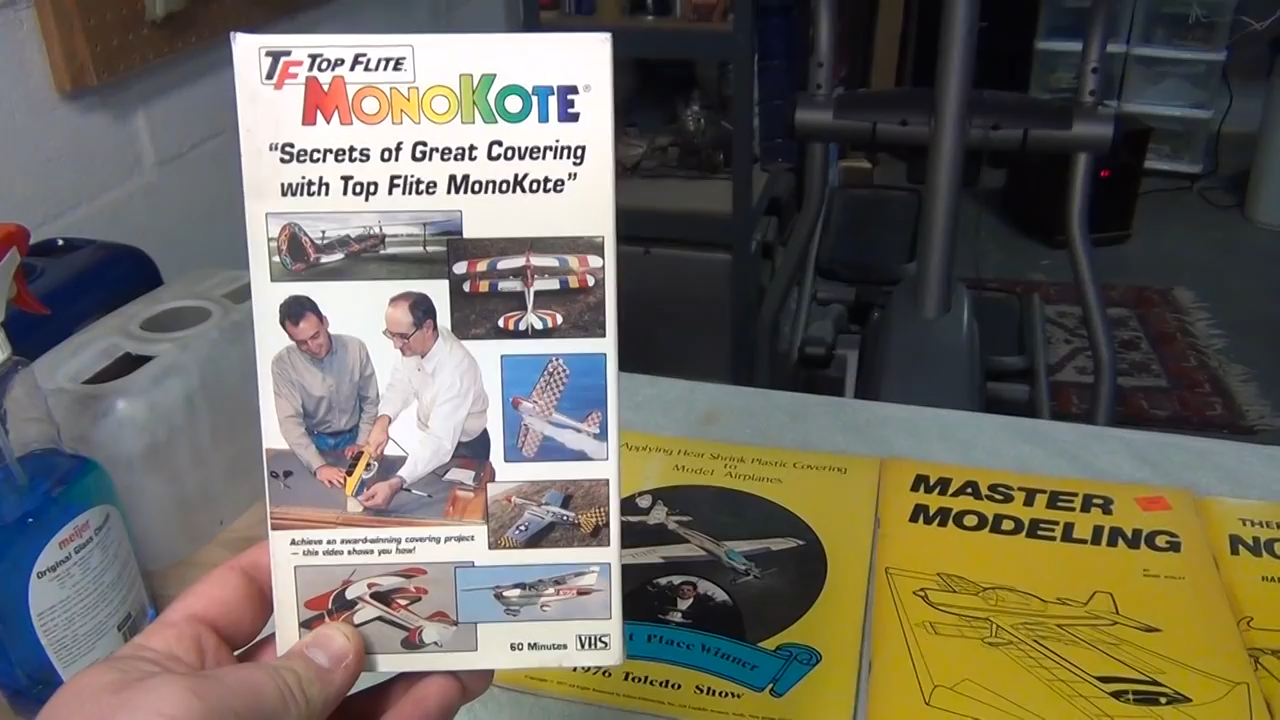 TF TOP FLITE.
MONOKOTE®
"Secrets of Great Covering
with Top Flite MonoKote"
Achieve an award-winning covering project
— this video shows you how!
60 Minutes VHS
meijer
Original Glass Cleaner
Applying Heat Shrink Plastic Covering
to
Model Airplanes
Place Winner
1976 Toledo Show
MASTER
MODELING
BY